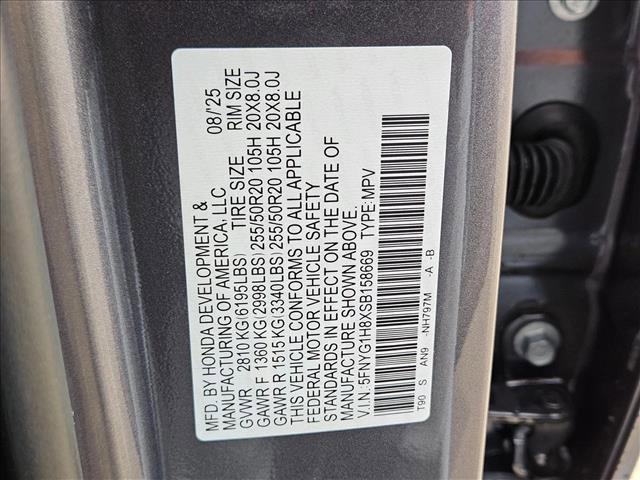 MFD. BY HONDA DEVELOPMENT &
MANUFACTURING OF AMERICA, LLC 08/'25
GVWR 2810 KG(6195LBS) TIRE SIZE RIM SIZE
GAWR F 1360 KG(2998LBS) 255/50R20 105H 20X8.0J
GAWR R 1515 KG(3340LBS) 255/50R20 105H 20X8.0J
THIS VEHICLE CONFORMS TO ALL APPLICABLE
FEDERAL MOTOR VEHICLE SAFETY
STANDARDS IN EFFECT ON THE DATE OF
MANUFACTURE SHOWN ABOVE.
V.I.N.: 5FNYG1H8XSB158669 TYPE: MPV
T90 S AN9 -NH797M -A -B